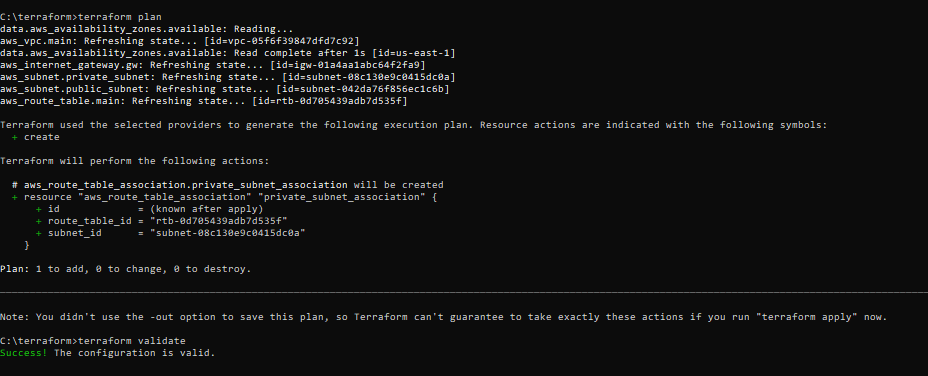 C:\terraform>terraform plan
data.aws_availability_zones.available: Reading...
aws_vpc.main: Refreshing state... [id=vpc-05f6f39847dfd7c92]
data.aws_availability_zones.available: Read complete after 1s [id=us-east-1]
aws_internet_gateway.gw: Refreshing state... [id=igw-01a4aa1abc64f2fa9]
aws_subnet.private_subnet: Refreshing state... [id=subnet-08c130e9c0415dc0a]
aws_subnet.public_subnet: Refreshing state... [id=subnet-042da76f856ec1c6b]
aws_route_table.main: Refreshing state... [id=rtb-0d705439adb7d535f]
Terraform used the selected providers to generate the following execution plan. Resource actions are indicated with the following symbols:
  + create
Terraform will perform the following actions:
  # aws_route_table_association.private_subnet_association will be created
  + resource "aws_route_table_association" "private_subnet_association" {
      + id             = (known after apply)
      + route_table_id = "rtb-0d705439adb7d535f"
      + subnet_id      = "subnet-08c130e9c0415dc0a"
    }
Plan: 1 to add, 0 to change, 0 to destroy.
Note: You didn't use the -out option to save this plan, so Terraform can't guarantee to take exactly these actions if you run "terraform apply" now.
C:\terraform>terraform validate
Success! The configuration is valid.